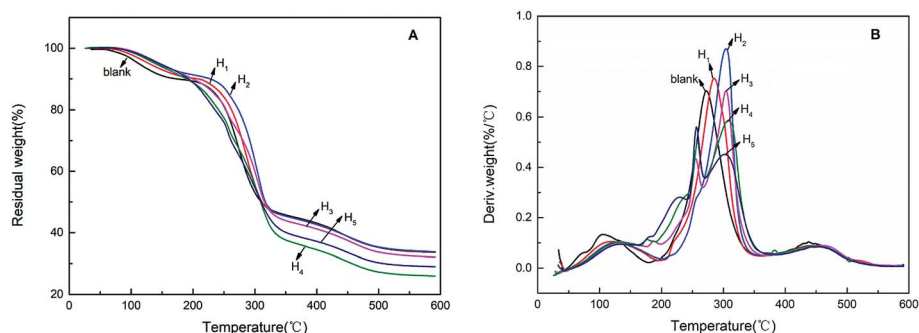 A
100
80
60
40
20
0
100
200
300
400
500
600
Residual weight(%)
Temperature(℃)
blank
H1
H2
H3
H5
H4
B
1.0
0.8
0.6
0.4
0.2
0.0
0
100
200
300
400
500
600
Deriv.weight(%/℃)
Temperature(℃)
H2
H1
blank
H3
H4
H5